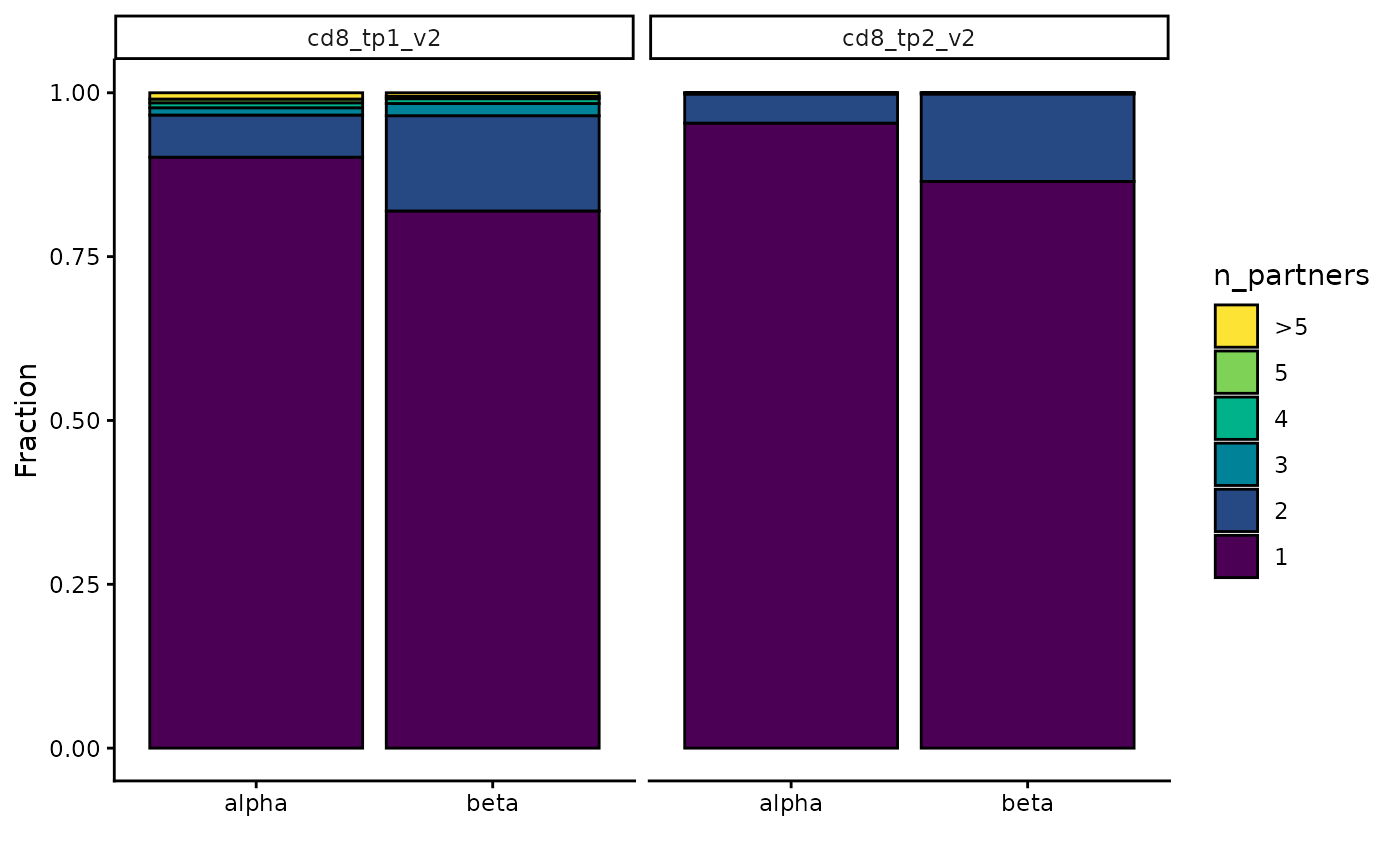 cd8_tp1_v2
cd8_tp2_v2
Fraction
1.00
0.75
0.50
0.25
0.00
alpha
beta
alpha
beta
n_partners
>5
5
4
3
2
1